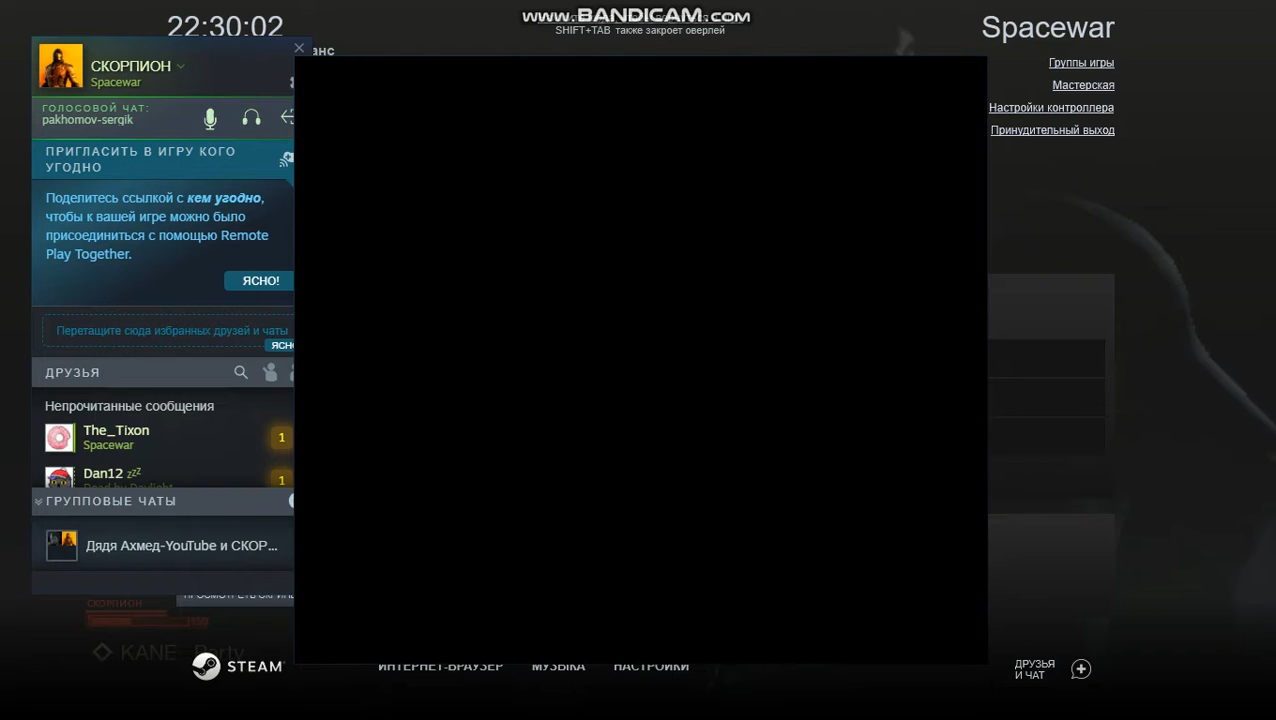 22:30:02
www.BANDICAM.com
SHIFT+TAB также закроет оверлей
Spacewar
Группы игры
Мастерская
Настройки контроллера
Принудительный выход
СКОРПИОН
Spacewar
ГОЛОСОВОЙ ЧАТ:
pakhomov-sergik
ПРИГЛАСИТЬ В ИГРУ КОГО
УГОДНО
Поделитесь ссылкой с кем угодно,
чтобы к вашей игре можно было
присоединиться с помощью Remote
Play Together.
ЯСНО!
Перетащите сюда избранных друзей и чаты
ДРУЗЬЯ
Непрочитанные сообщения
The_Tixon
Spacewar
1
Dan12 zzz
1
ГРУППОВЫЕ ЧАТЫ
Дядя Ахмед-YouTube и СКОР...
СКОРПИОН
KANE Party
STEAM
ИНТЕРНЕТ-БРАУЗЕР
МУЗЫКА
НАСТРОЙКИ
ДРУЗЬЯ
И ЧАТ